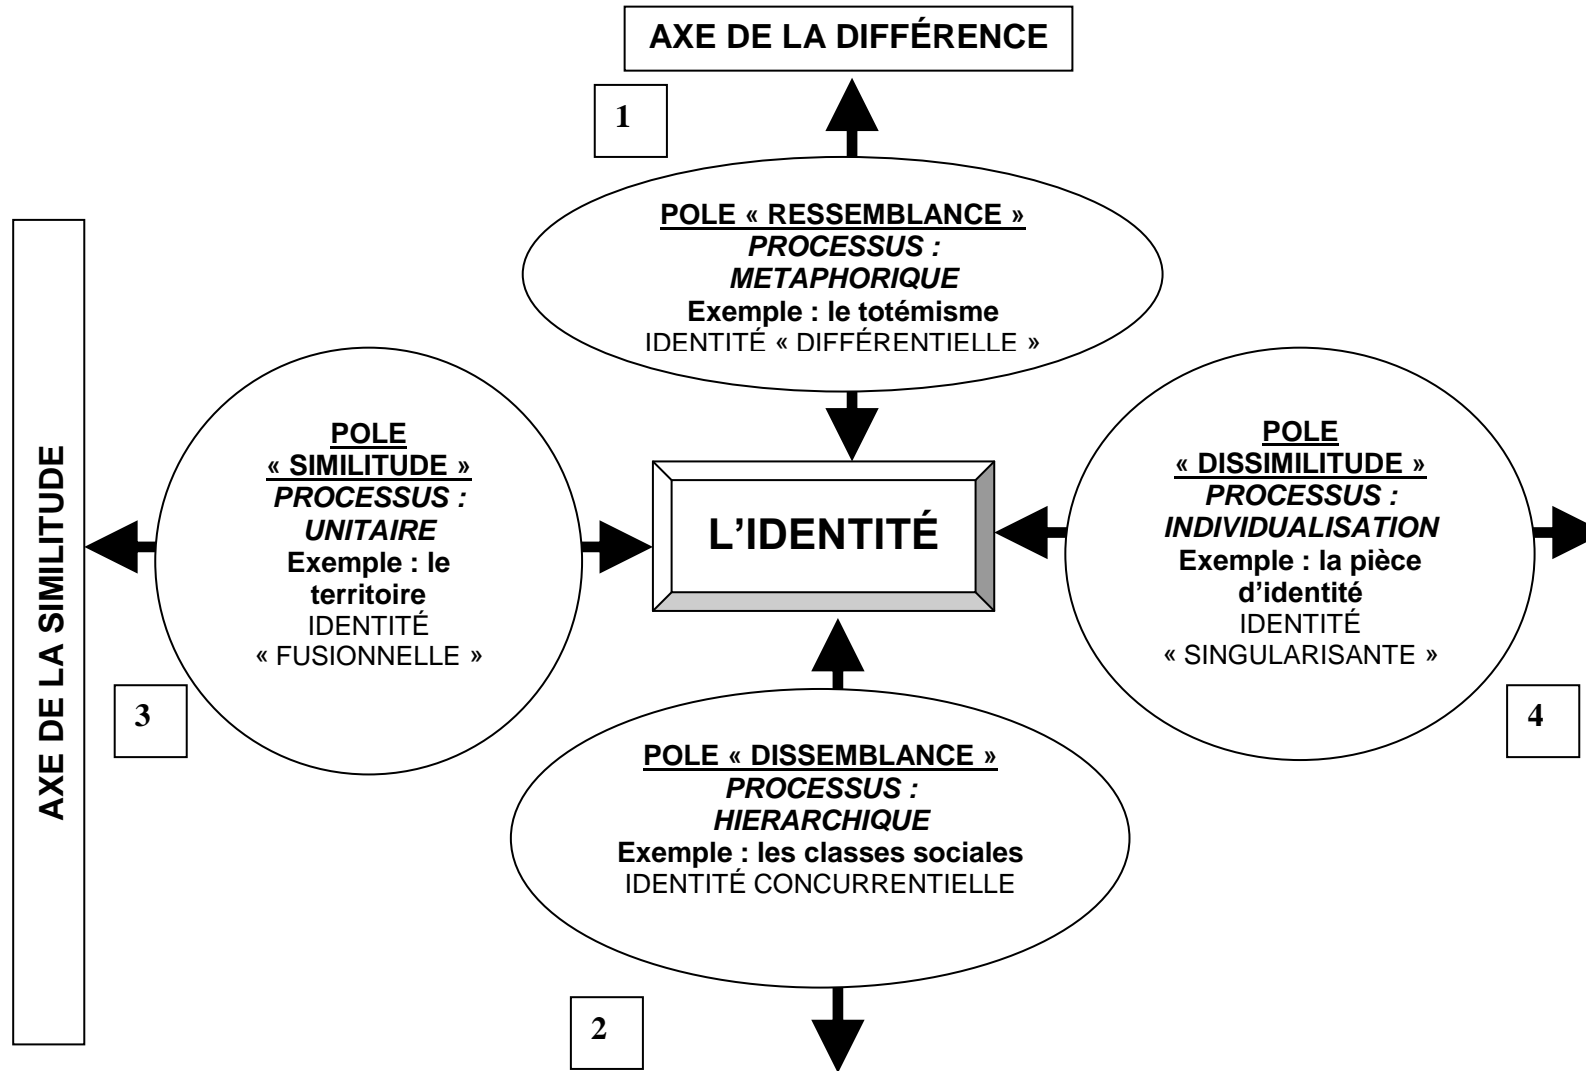 AXE DE LA DIFFÉRENCE
1
POLE « RESSEMBLANCE »
PROCESSUS :
METAPHORIQUE
Exemple : le totémisme
IDENTITÉ « DIFFÉRENTIELLE »
AXE DE LA SIMILITUDE
POLE
« SIMILITUDE »
PROCESSUS :
UNITAIRE
Exemple : le
territoire
IDENTITÉ
« FUSIONNELLE »
3
L’IDENTITÉ
POLE
« DISSIMILITUDE »
PROCESSUS :
INDIVIDUALISATION
Exemple : la pièce
d’identité
IDENTITÉ
« SINGULARISANTE »
4
POLE « DISSEMBLANCE »
PROCESSUS :
HIERARCHIQUE
Exemple : les classes sociales
IDENTITÉ CONCURRENTIELLE
2